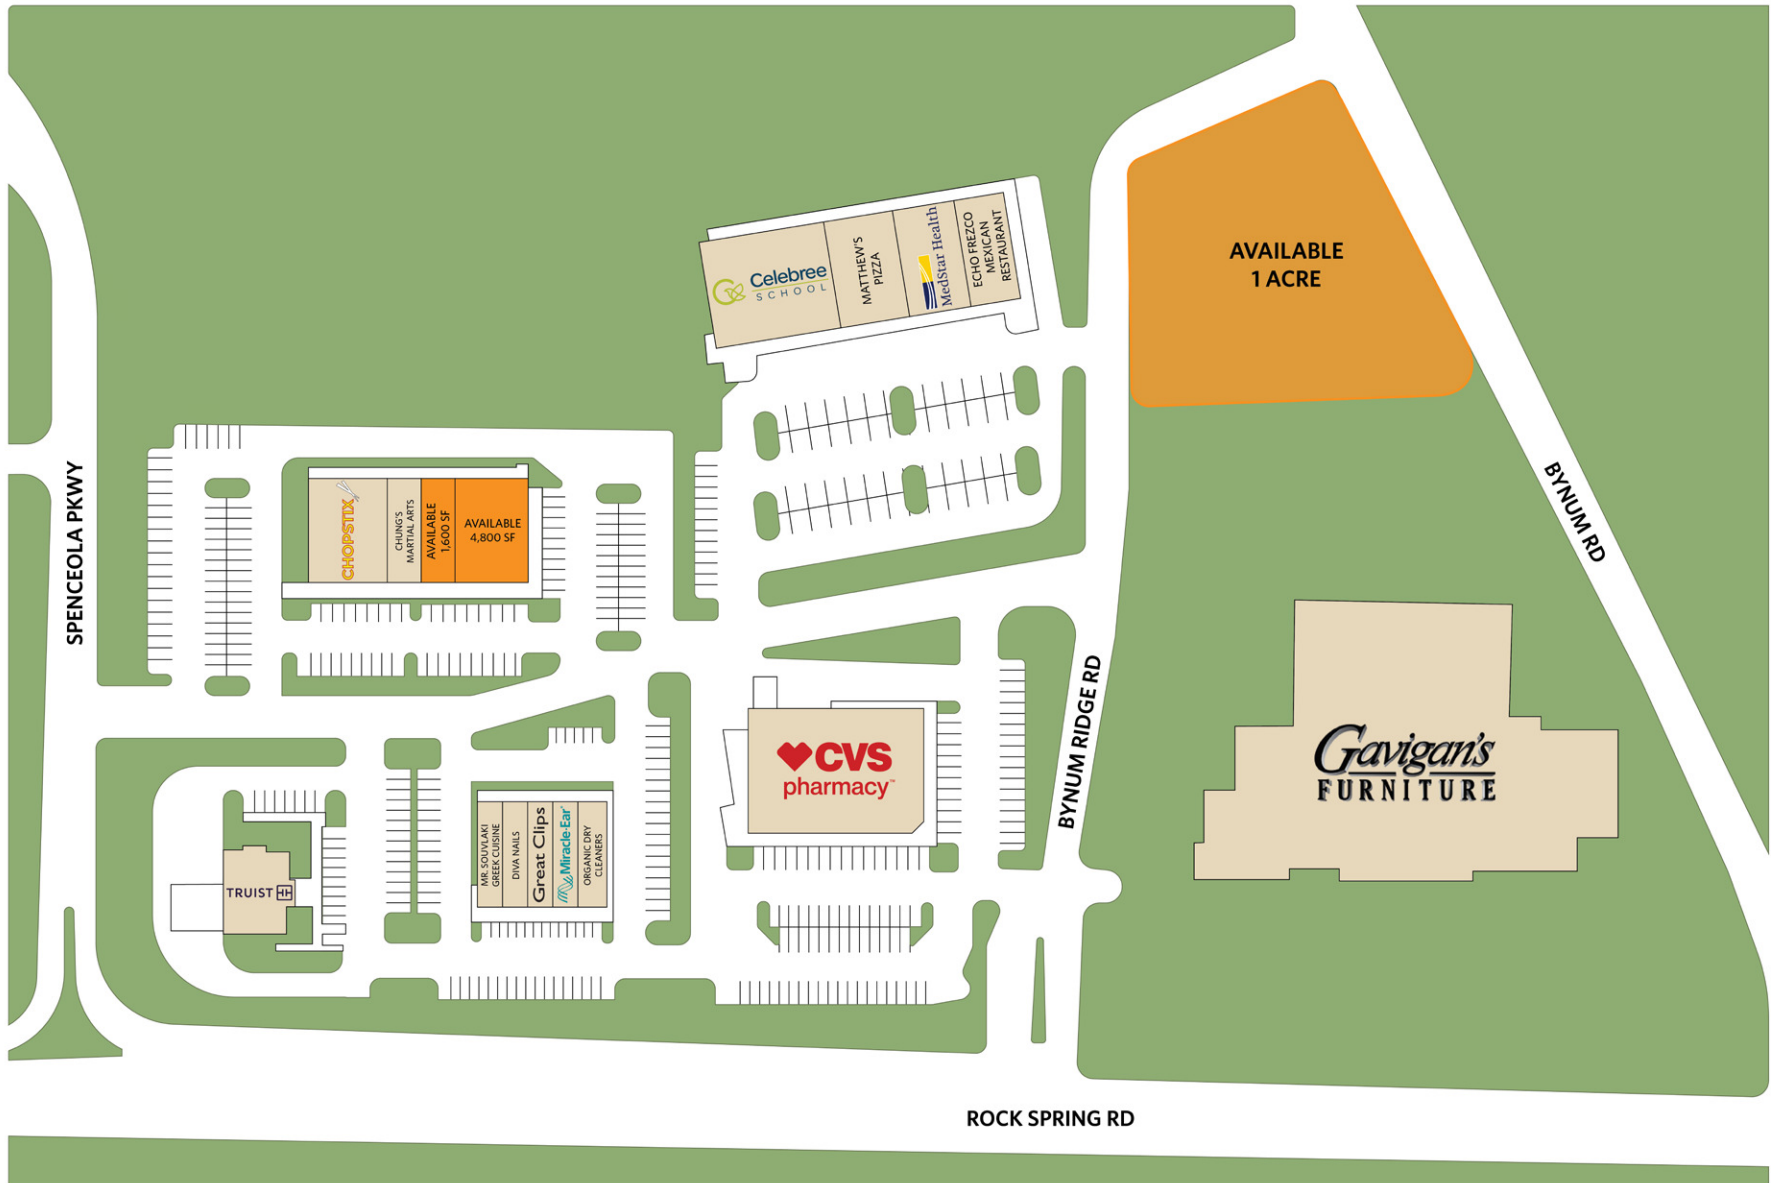 AVAILABLE
1 ACRE
Celebree
SCHOOL
MATTHEW'S
PIZZA
MedStar Health
ECHO FREZCO
MEXICAN
RESTAURANT
SPENCEOLA PKWY
CHOPSTIX
CHUNG'S
MARTIAL ARTS
AVAILABLE
1,600 SF
AVAILABLE
4,800 SF
BYNUM RD
BYNUM RIDGE RD
CVS
pharmacy™
Gavigan's
FURNITURE
TRUIST
MR. SOUVLAKI
GREEK CUISINE
DIVA NAILS
Great Clips
Miracle-Ear®
ORGANIC DRY
CLEANERS
ROCK SPRING RD